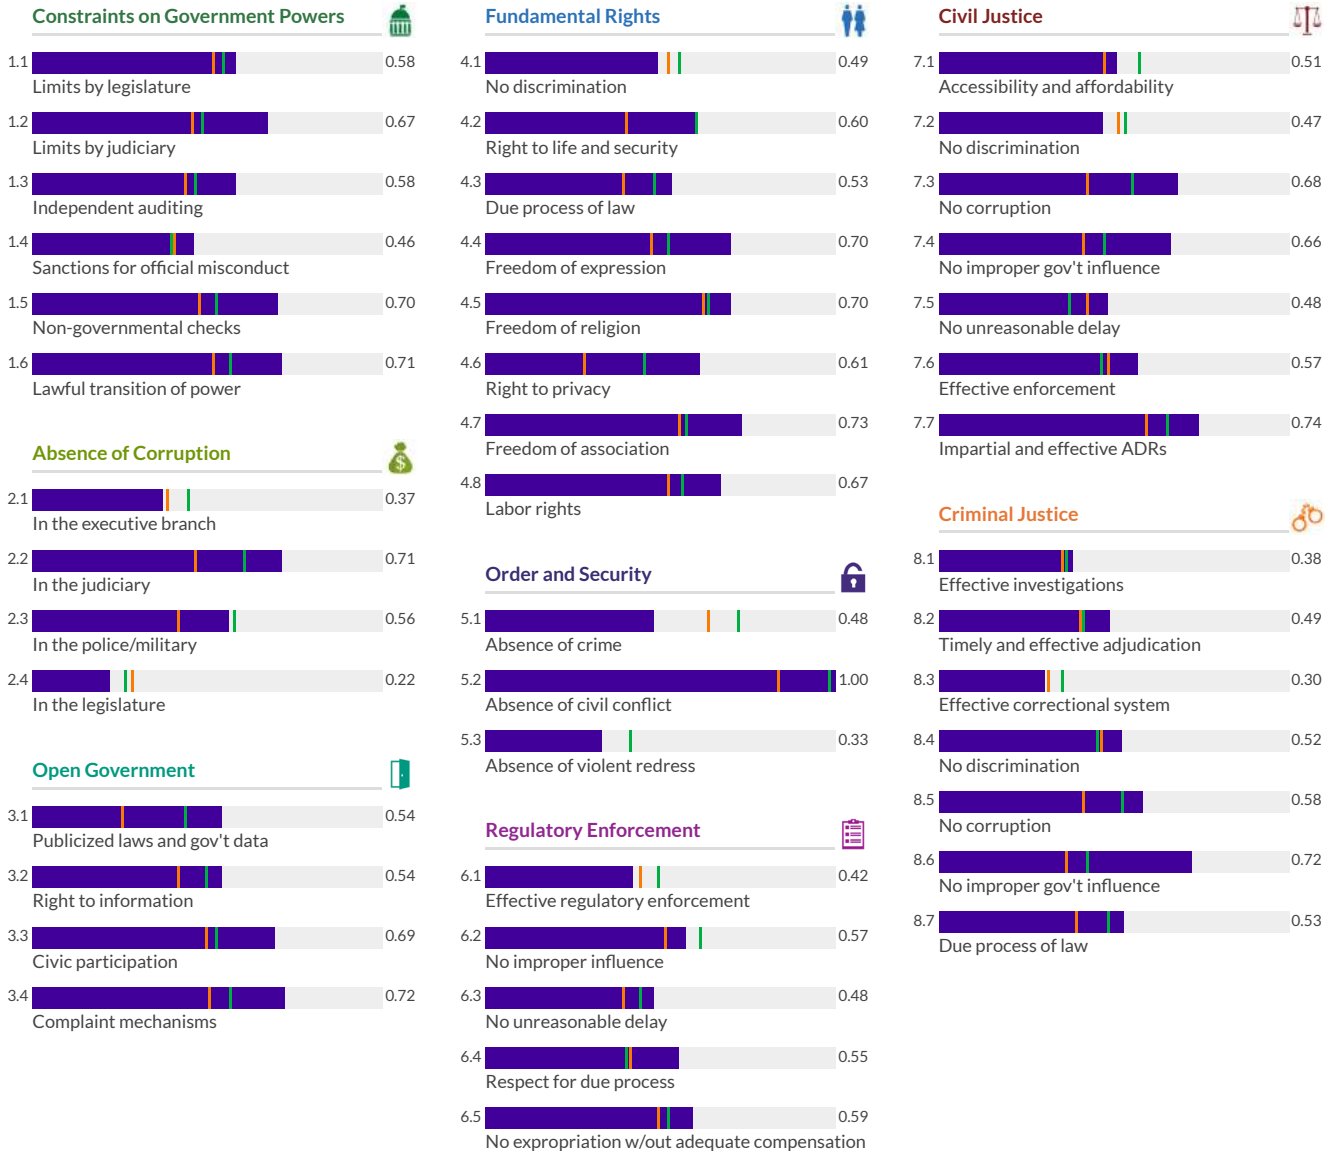 Constraints on Government Powers
1.1 0.58
Limits by legislature
1.2 0.67
Limits by judiciary
1.3 0.58
Independent auditing
1.4 0.46
Sanctions for official misconduct
1.5 0.70
Non-governmental checks
1.6 0.71
Lawful transition of power
Absence of Corruption
$
2.1 0.37
In the executive branch
2.2 0.71
In the judiciary
2.3 0.56
In the police/military
2.4 0.22
In the legislature
Open Government
3.1 0.54
Publicized laws and gov't data
3.2 0.54
Right to information
3.3 0.69
Civic participation
3.4 0.72
Complaint mechanisms
Fundamental Rights
4.1 0.49
No discrimination
4.2 0.60
Right to life and security
4.3 0.53
Due process of law
4.4 0.70
Freedom of expression
4.5 0.70
Freedom of religion
4.6 0.61
Right to privacy
4.7 0.73
Freedom of association
4.8 0.67
Labor rights
Order and Security
5.1 0.48
Absence of crime
5.2 1.00
Absence of civil conflict
5.3 0.33
Absence of violent redress
Regulatory Enforcement
6.1 0.42
Effective regulatory enforcement
6.2 0.57
No improper influence
6.3 0.48
No unreasonable delay
6.4 0.55
Respect for due process
6.5 0.59
No expropriation w/out adequate compensation
Civil Justice
7.1 0.51
Accessibility and affordability
7.2 0.47
No discrimination
7.3 0.68
No corruption
7.4 0.66
No improper gov't influence
7.5 0.48
No unreasonable delay
7.6 0.57
Effective enforcement
7.7 0.74
Impartial and effective ADRs
Criminal Justice
8.1 0.38
Effective investigations
8.2 0.49
Timely and effective adjudication
8.3 0.30
Effective correctional system
8.4 0.52
No discrimination
8.5 0.58
No corruption
8.6 0.72
No improper gov't influence
8.7 0.53
Due process of law